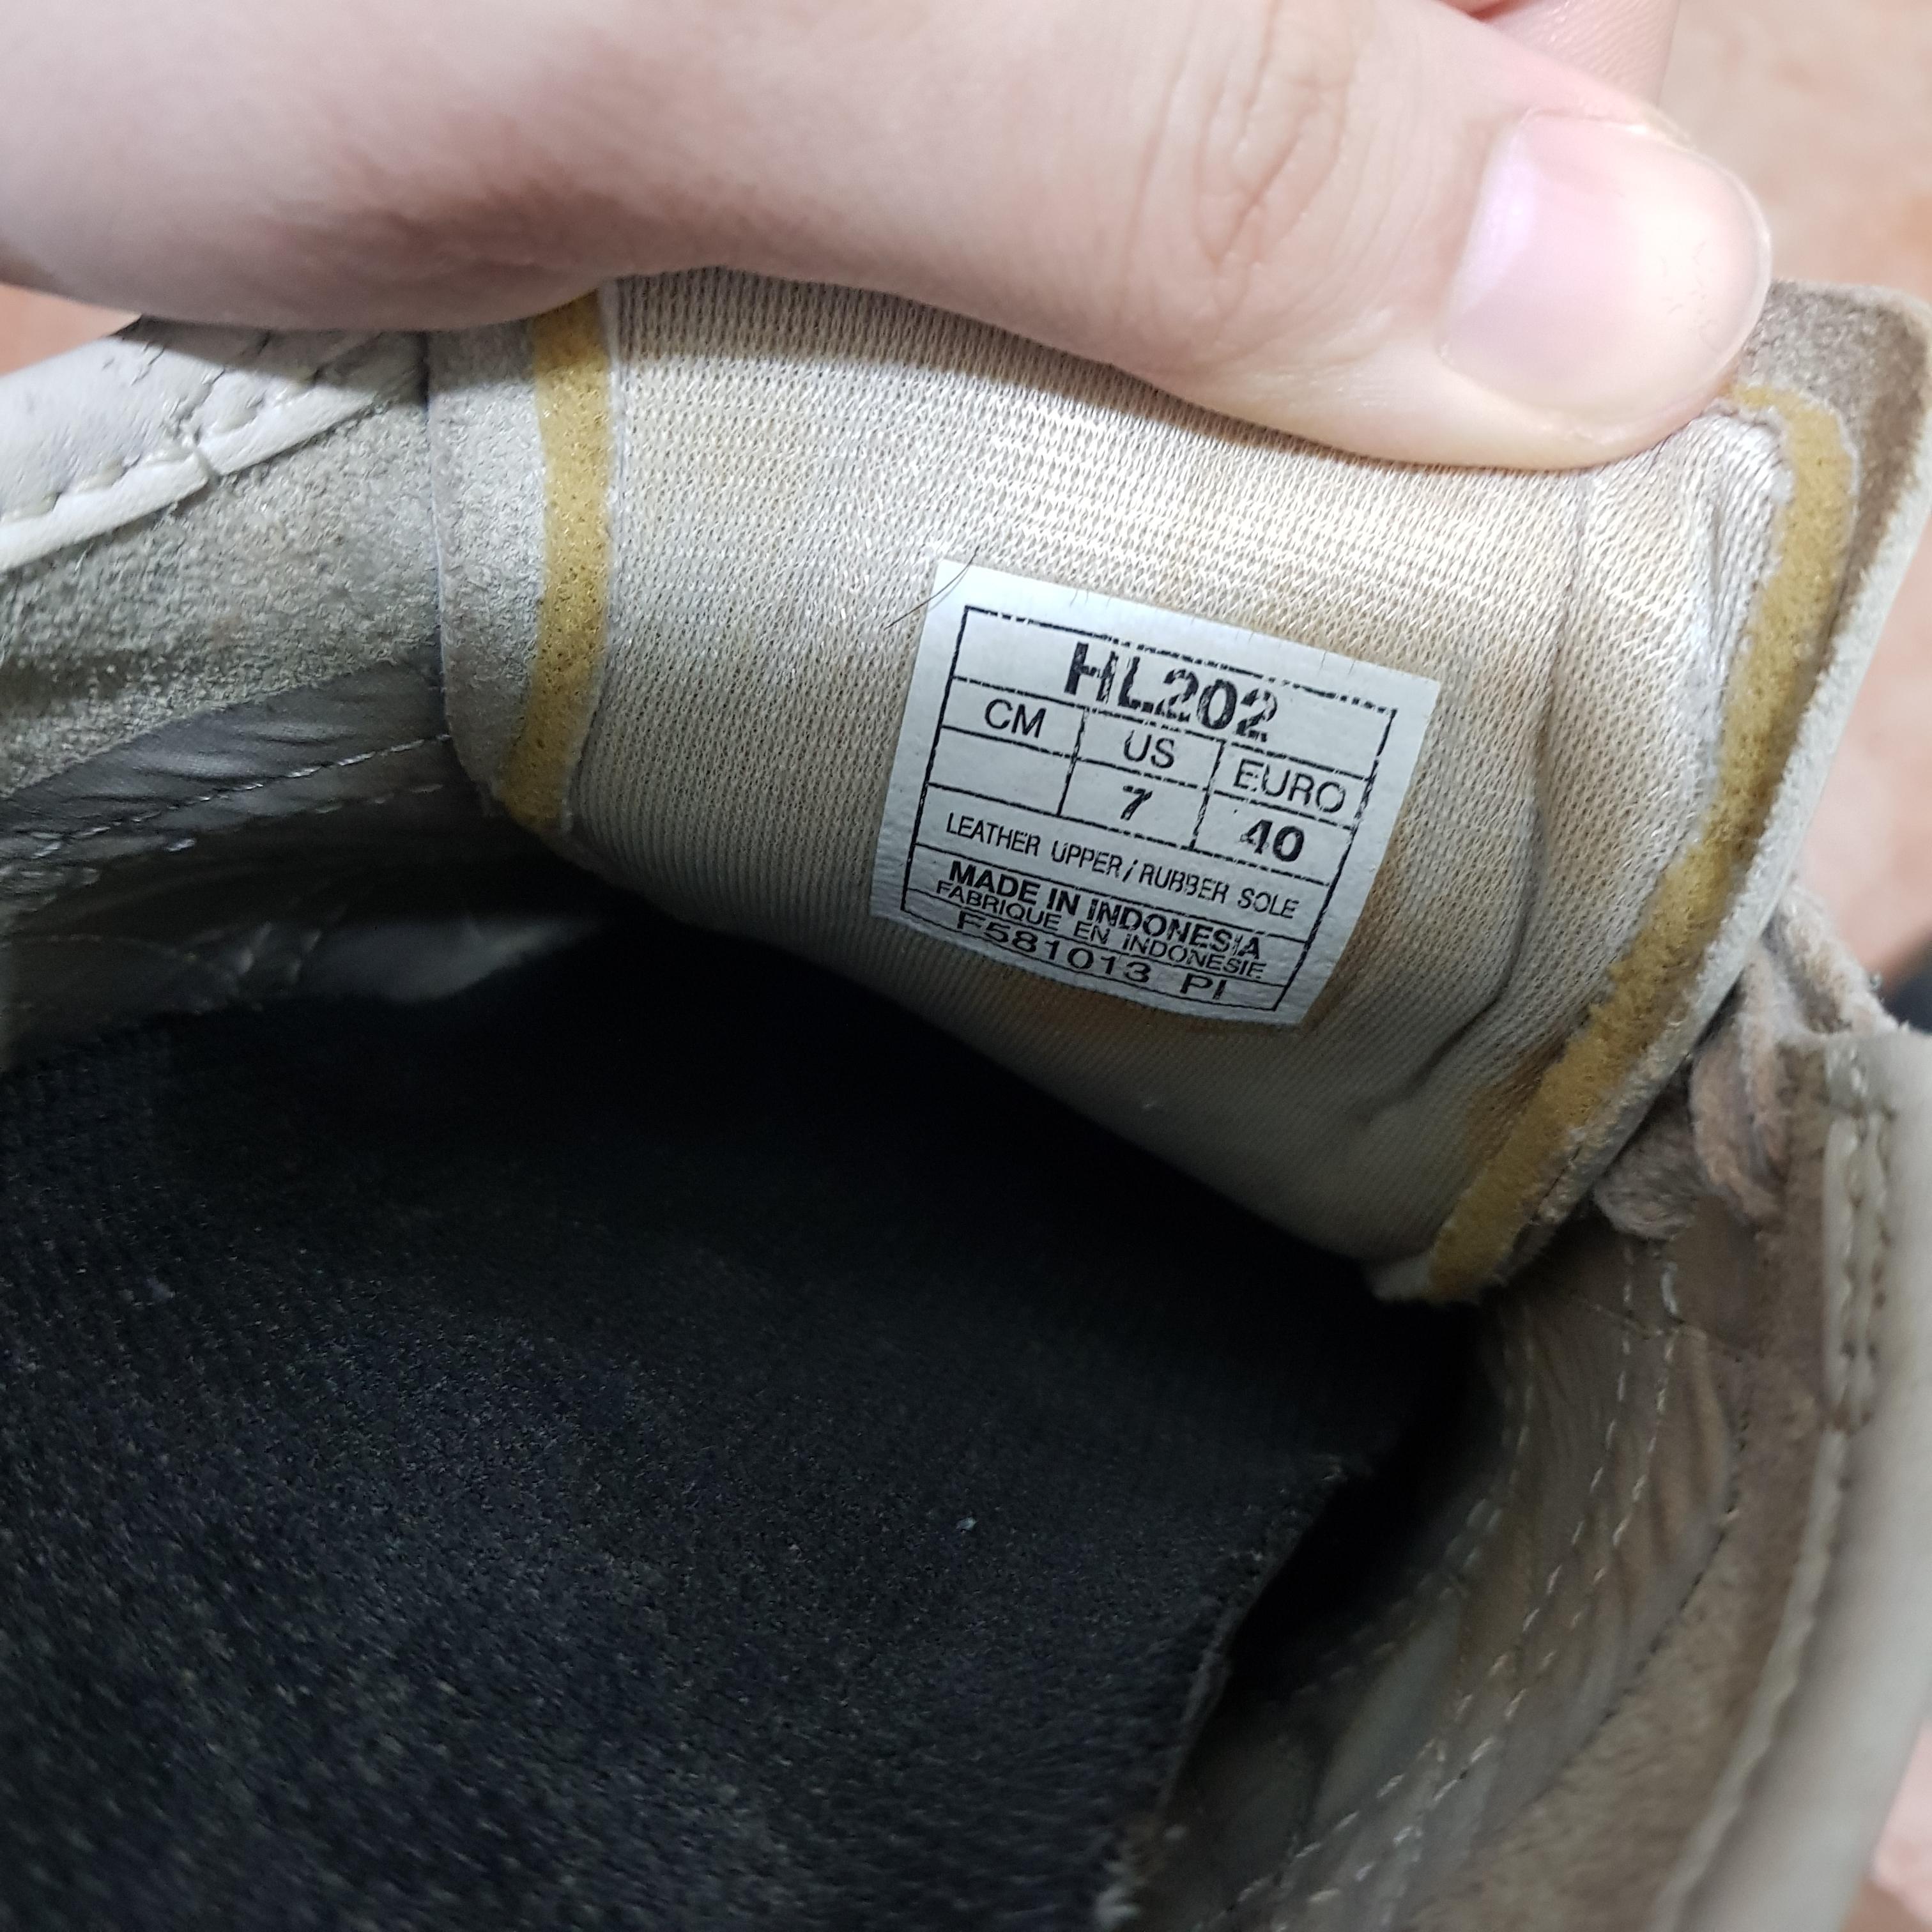 HL202
CM US EURO
7 40
LEATHER UPPER/RUBBER SOLE
MADE IN INDONESIA
FABRIQUE EN INDONESIE
F581013 PI